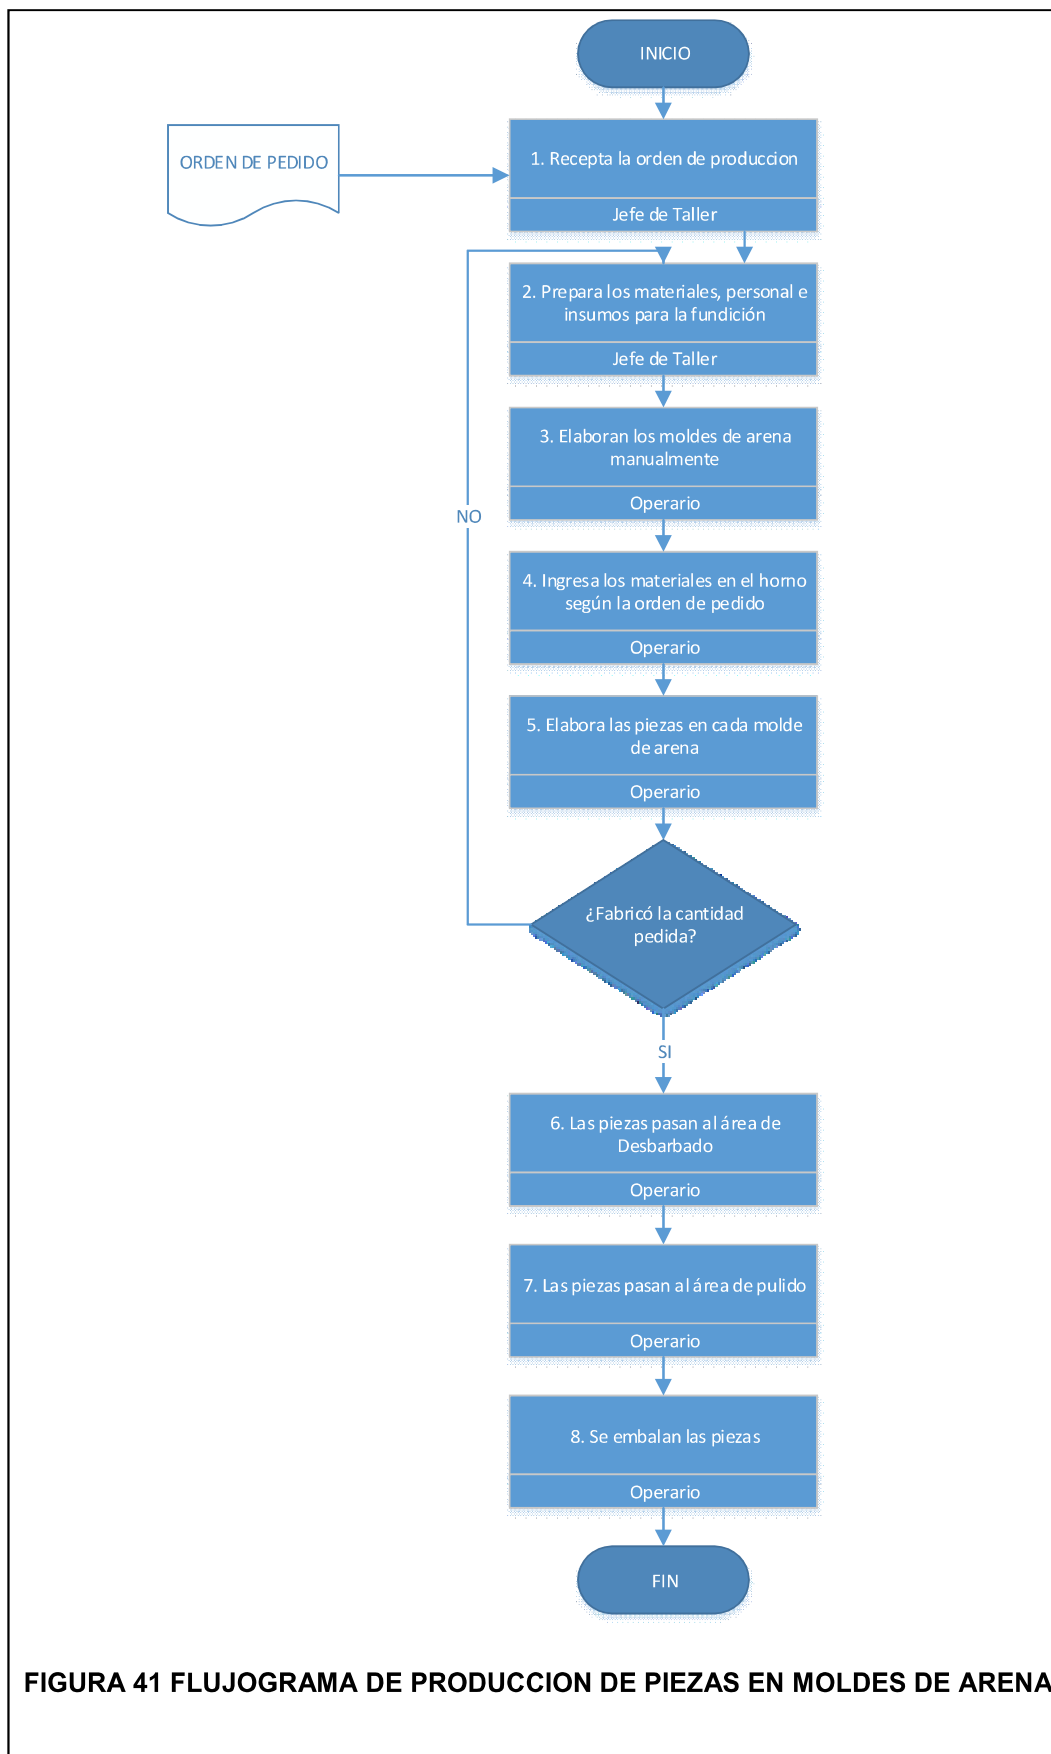 INICIO
ORDEN DE PEDIDO
1. Recepta la orden de produccion
Jefe de Taller
2. Prepara los materiales, personal e
insumos para la fundición
Jefe de Taller
3. Elaboran los moldes de arena
manualmente
Operario
NO
4. Ingresa los materiales en el horno
según la orden de pedido
Operario
5. Elabora las piezas en cada molde
de arena
Operario
¿Fabricó la cantidad
pedida?
SI
6. Las piezas pasan al área de
Desbarbado
Operario
7. Las piezas pasan al área de pulido
Operario
8. Se embalan las piezas
Operario
FIN
FIGURA 41 FLUJOGRAMA DE PRODUCCION DE PIEZAS EN MOLDES DE ARENA